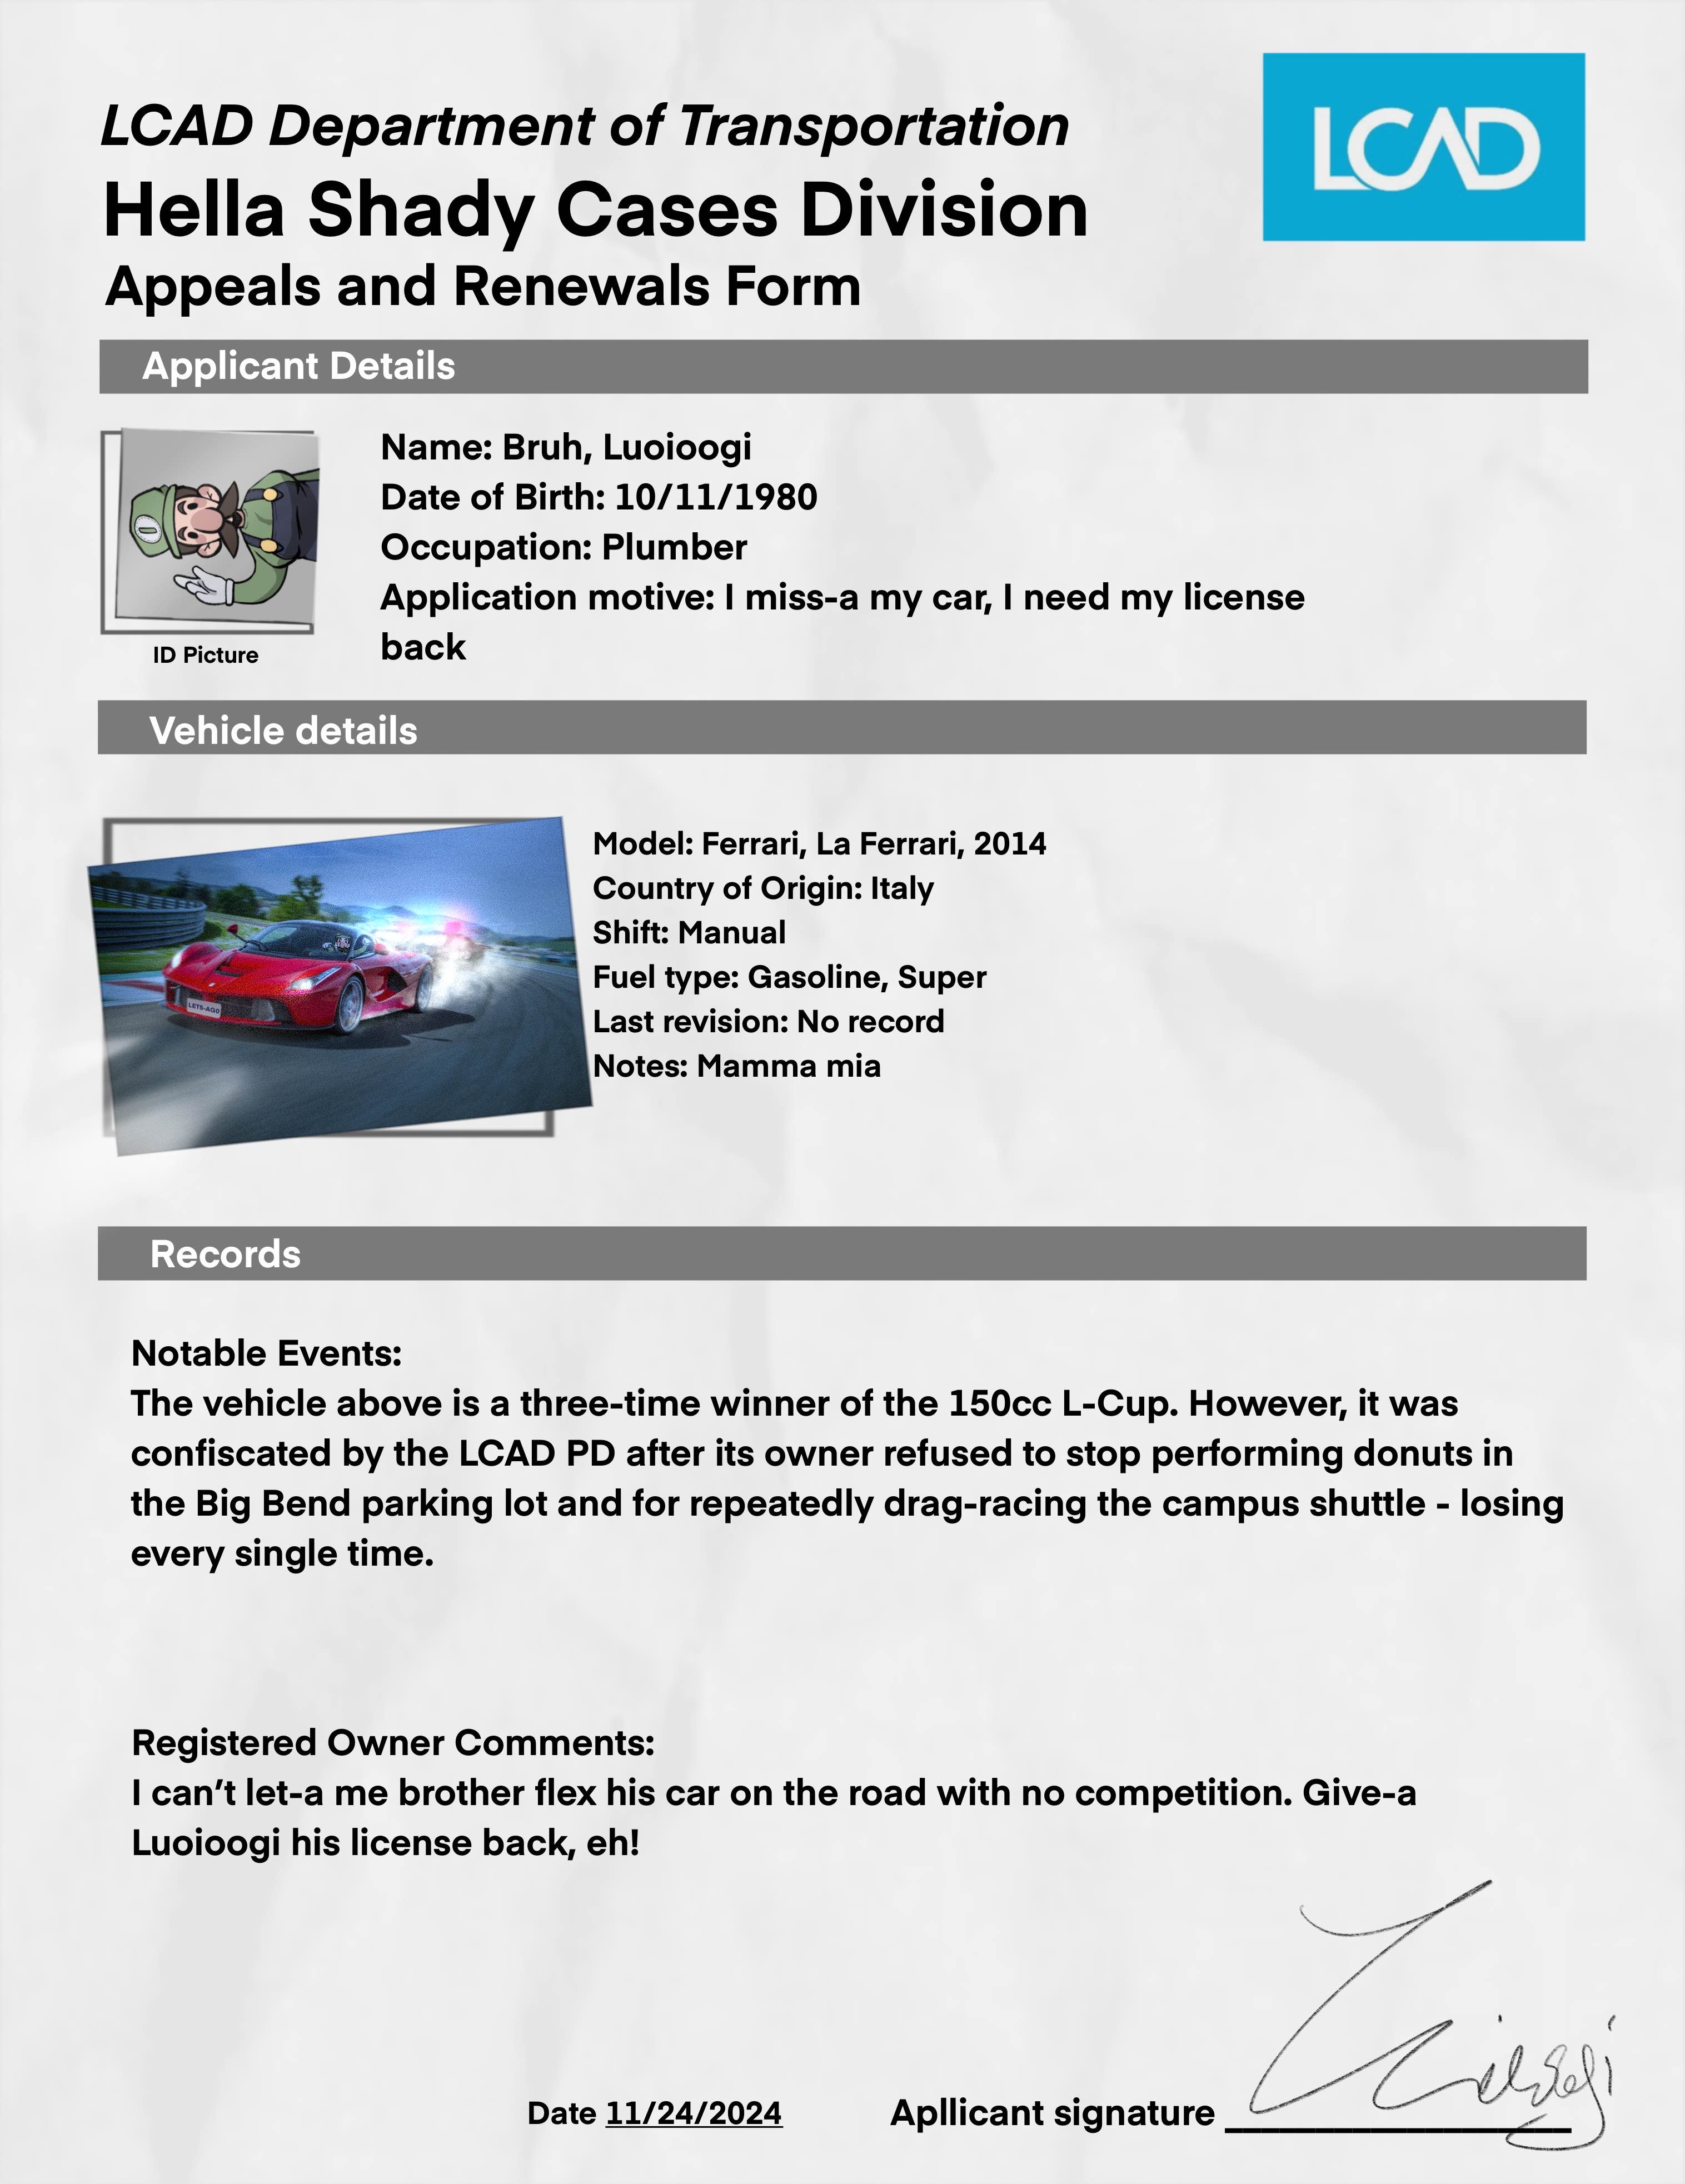 LCAD Department of Transportation
LCAD
Hella Shady Cases Division
Appeals and Renewals Form
Applicant Details
Name: Bruh, Luoioogi
Date of Birth: 10/11/1980
Occupation: Plumber
Application motive: I miss-a my car, I need my license
back
ID Picture
Vehicle details
Model: Ferrari, La Ferrari, 2014
Country of Origin: Italy
Shift: Manual
Fuel type: Gasoline, Super
Last revision: No record
Notes: Mamma mia
LETS-AGO
Records
Notable Events:
The vehicle above is a three-time winner of the 150cc L-Cup. However, it was
confiscated by the LCAD PD after its owner refused to stop performing donuts in
the Big Bend parking lot and for repeatedly drag-racing the campus shuttle - losing
every single time.
Registered Owner Comments:
I can’t let-a me brother flex his car on the road with no competition. Give-a
Luoioogi his license back, eh!
Date 11/24/2024
Apllicant signature